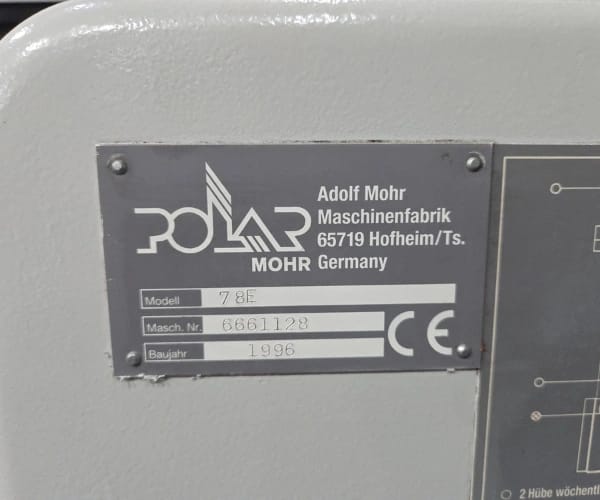 POLAR
MOHR
Adolf Mohr
Maschinenfabrik
65719 Hofheim/Ts.
Germany
Modell 78E
Masch. Nr. 6661128
Baujahr 1996
CE
2 Hübe wöchentl